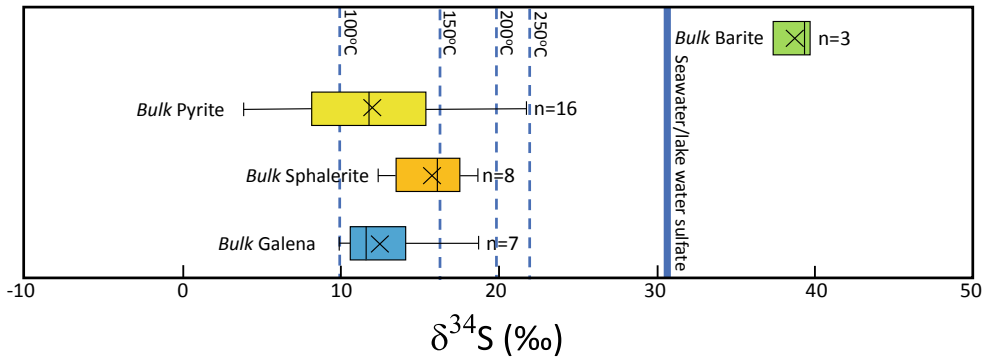 100°C
150°C
200°C
250°C
Bulk Barite
n=3
Seawater/lake water sulfate
Bulk Pyrite
n=16
Bulk Sphalerite
n=8
Bulk Galena
n=7
-10
0
10
20
30
40
50
δ³⁴S (‰)